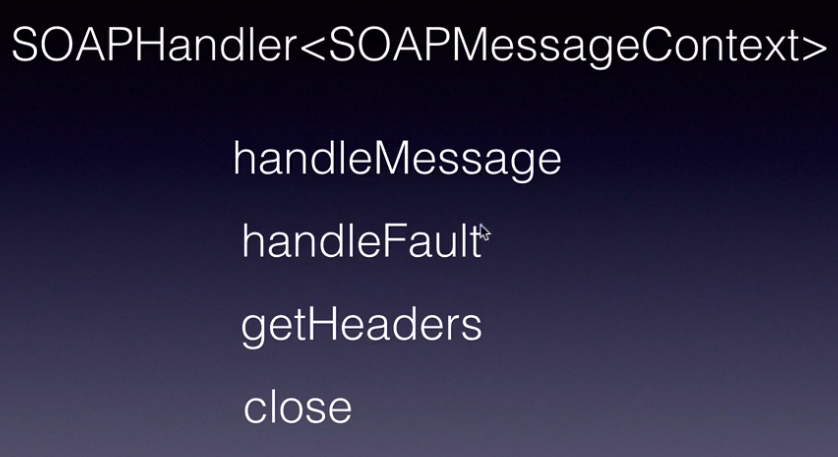 SOAPHandler<SOAPMessageContext>
handleMessage
handleFault
getHeaders
close